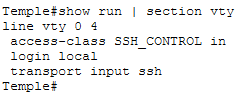 Temple#show run | section vty
line vty 0 4
 access-class SSH_CONTROL in
 login local
 transport input ssh
Temple#